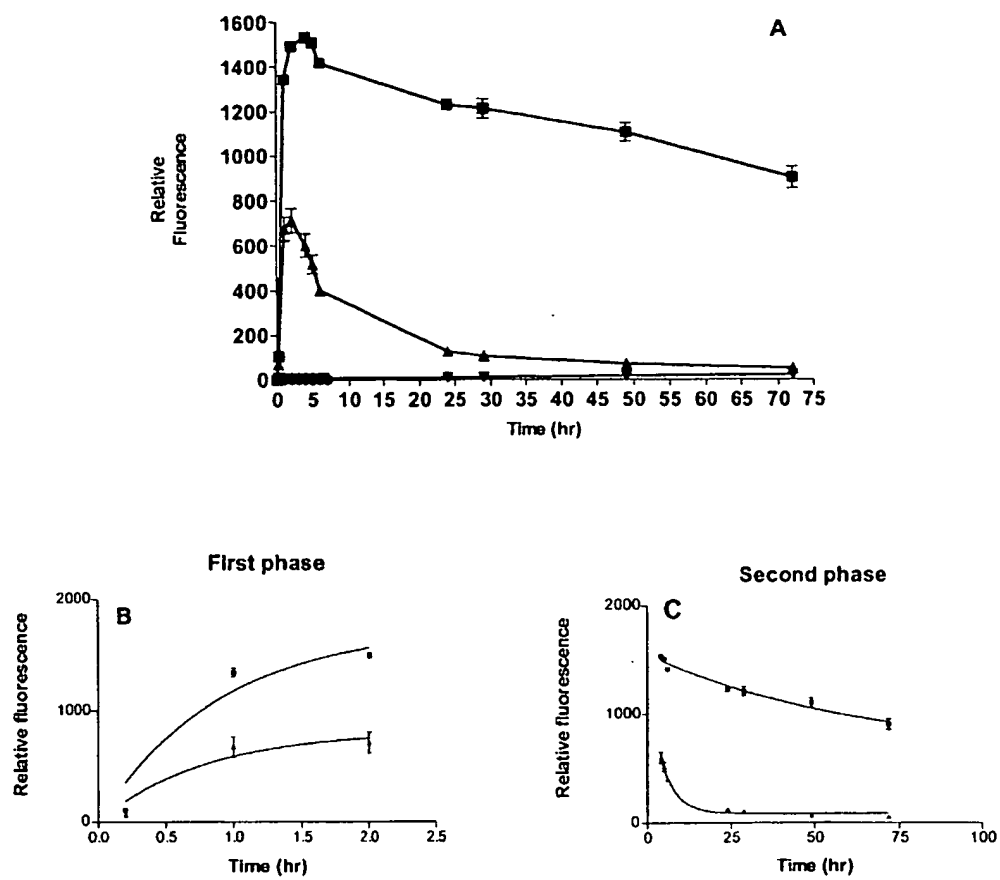 A
1600
1400
1200
1000
800
600
400
200
0
Relative
Fluorescence
0 5 10 15 20 25 30 35 40 45 50 55 60 65 70 75
Time (hr)
First phase
B
2000
1000
0
Relative fluorescence
0.0 0.5 1.0 1.5 2.0 2.5
Time (hr)
Second phase
C
2000
1000
0
Relative fluorescence
0 25 50 75 100
Time (hr)